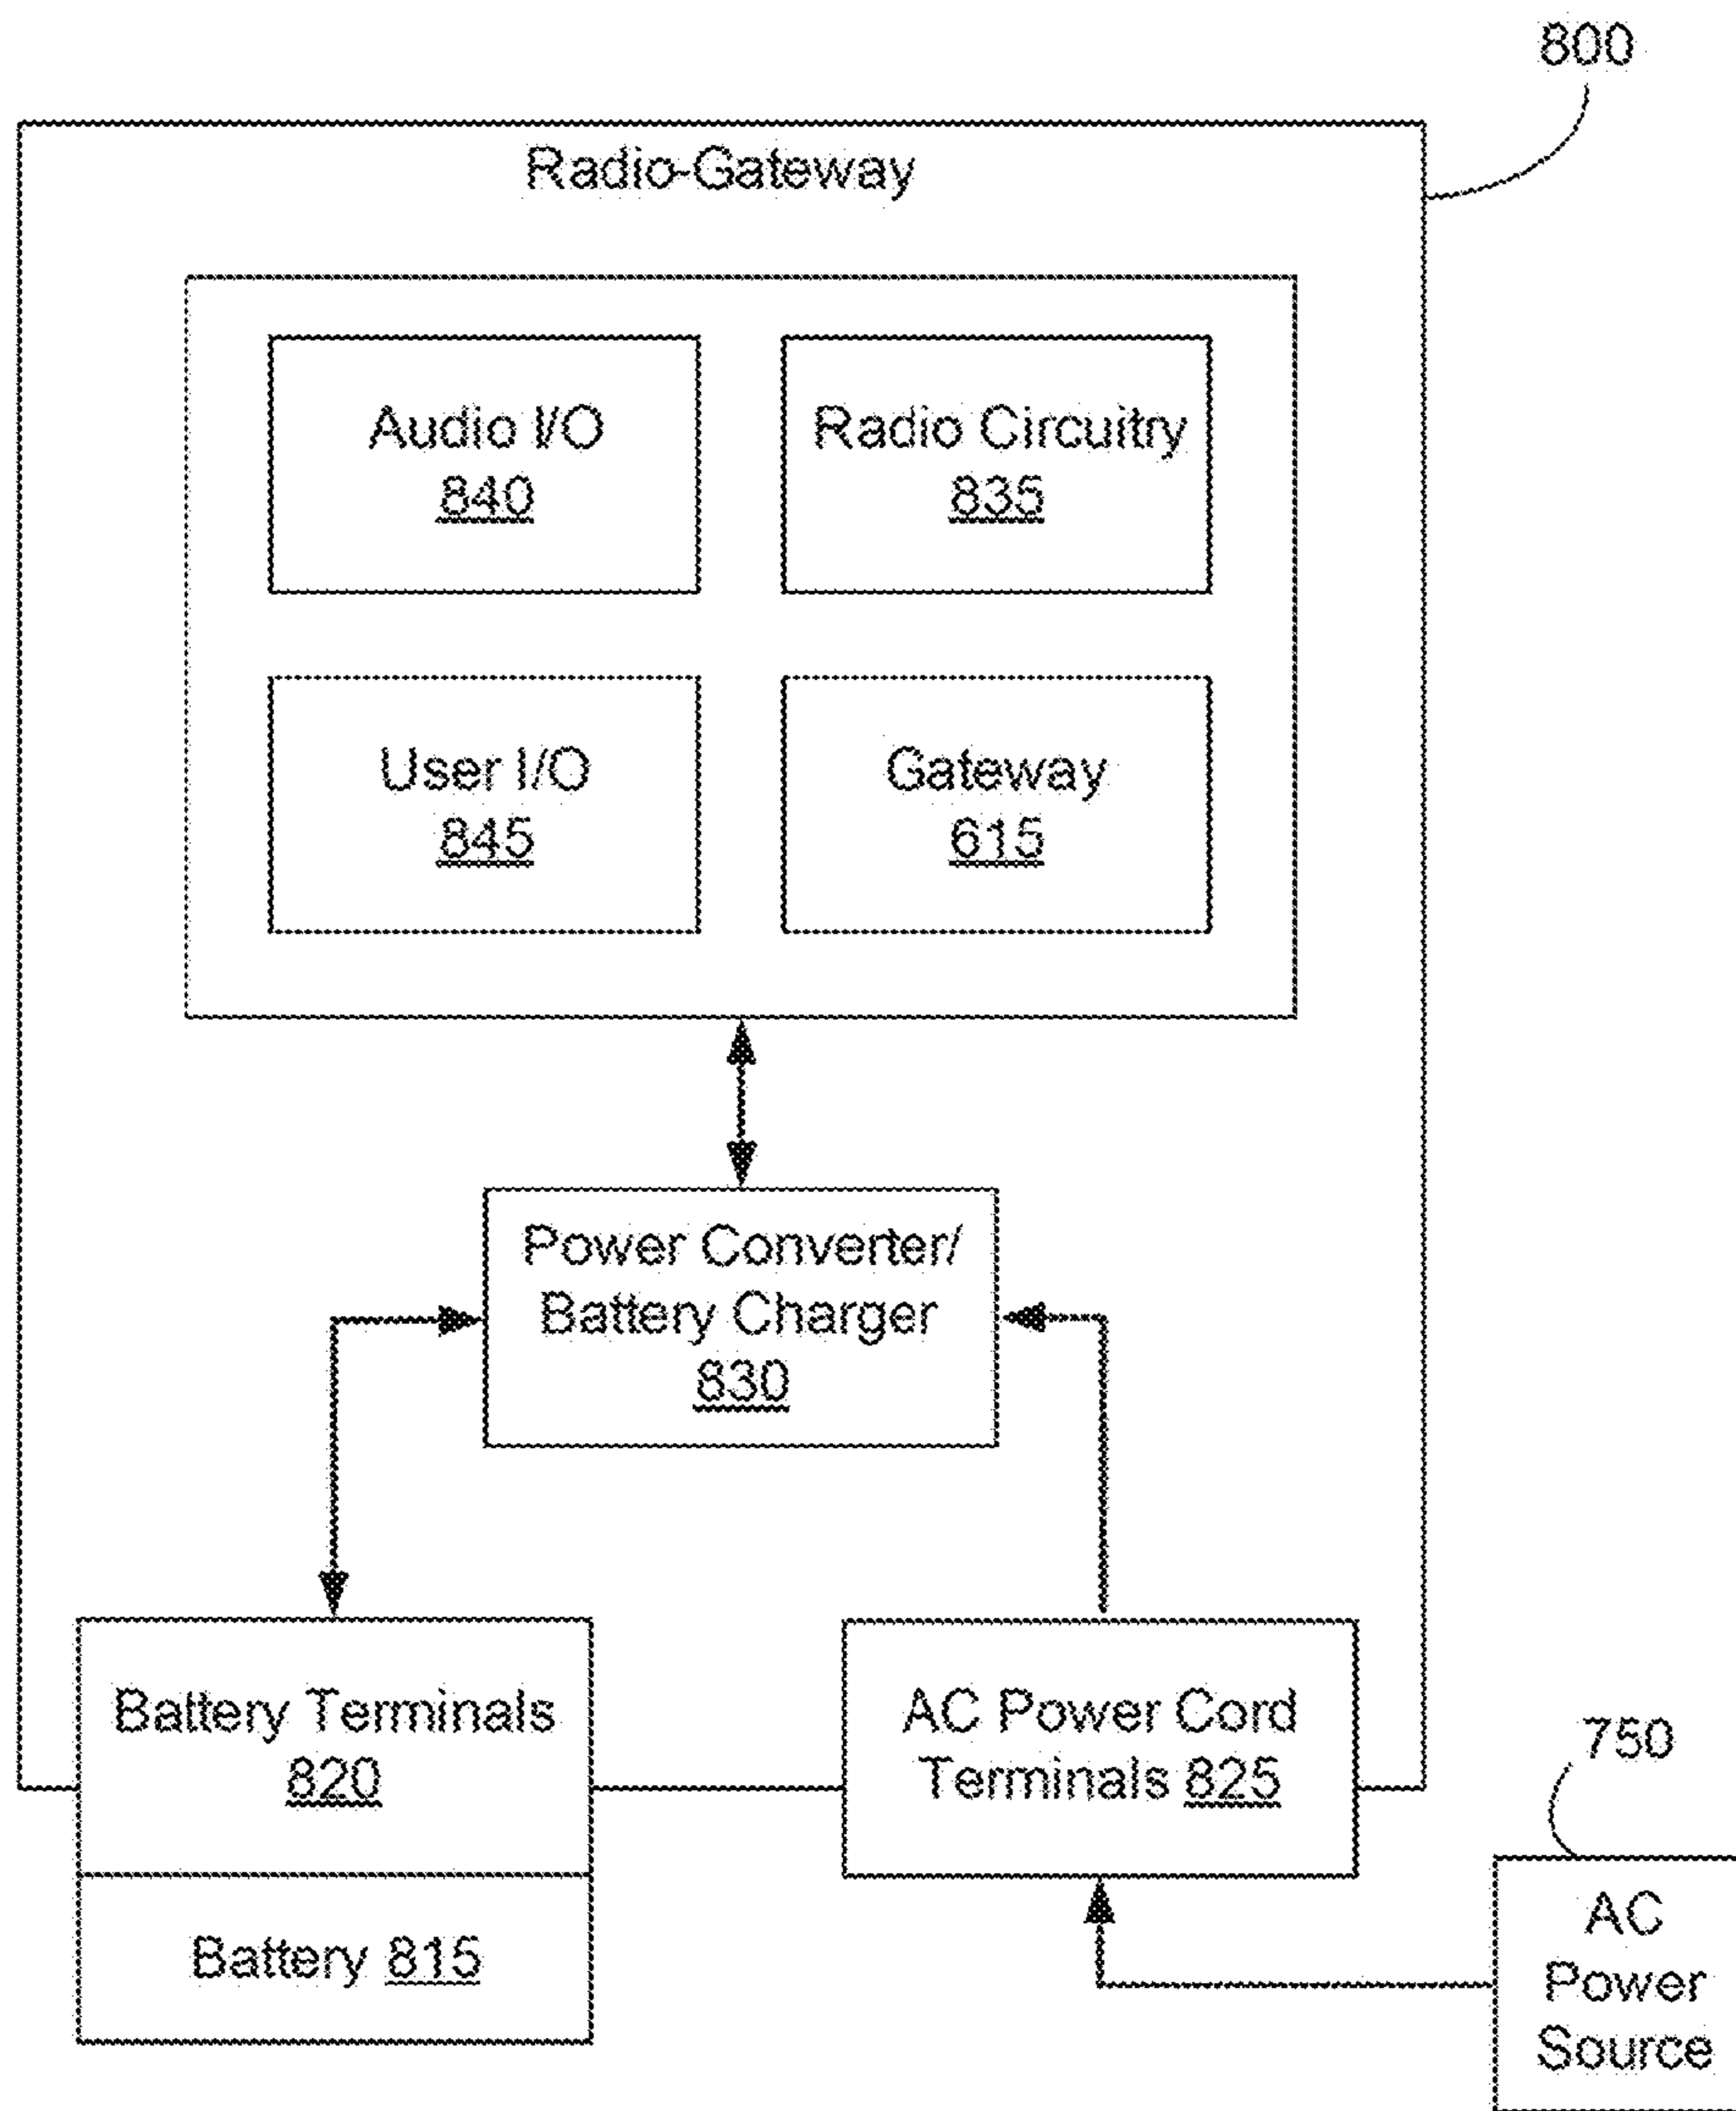 800
Radio-Gateway
Audio I/O
840
Radio Circuitry
835
User I/O
845
Gateway
615
Power Converter/
Battery Charger
830
Battery Terminals
820
AC Power Cord
Terminals 825
750
Battery 815
AC
Power
Source